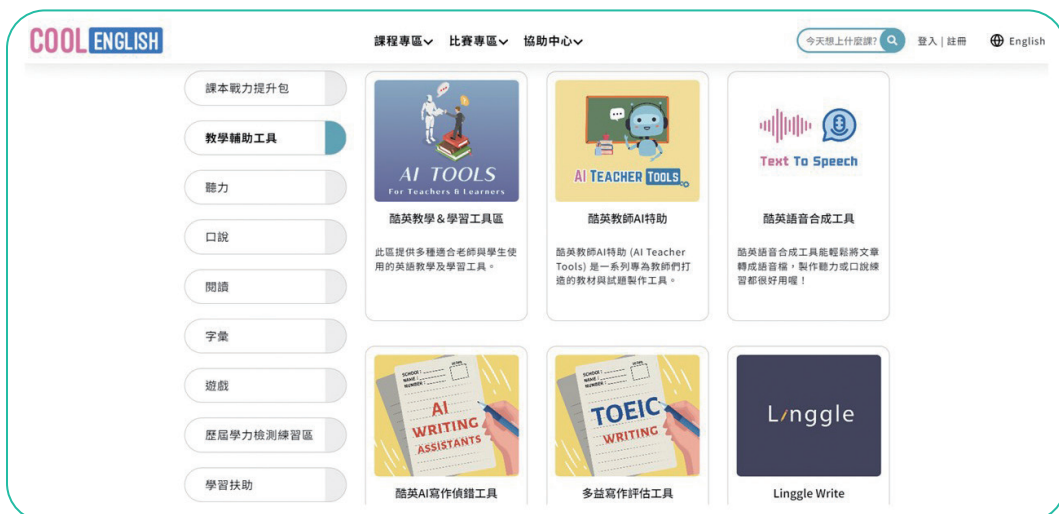 COOL ENGLISH
課程專區 比賽專區 協助中心
今天想上什麼課?
登入 | 註冊
English
課本戰力提升包
教學輔助工具
聽力
口說
閱讀
字彙
遊戲
歷屆學力檢測練習區
學習扶助
AI TOOLS
For Teachers & Learners
酷英教學&學習工具區
此區提供多種適合老師與學生使
用的英語教學及學習工具。
AI TEACHER TOOLS
酷英教師AI特助
酷英教師AI特助 (AI Teacher
Tools) 是一系列專為教師們打
造的教材與試題製作工具。
Text To Speech
酷英語音合成工具
酷英語音合成工具能輕鬆將文章
轉成語音檔,製作聽力或口說練
習都很好用喔!
SCHOOL :
NAME :
NUMBER :
AI
WRITING
ASSISTANTS
酷英AI寫作偵錯工具
SCHOOL :
NAME :
NUMBER :
TOEIC
WRITING
多益寫作評估工具
Linggle
Linggle Write